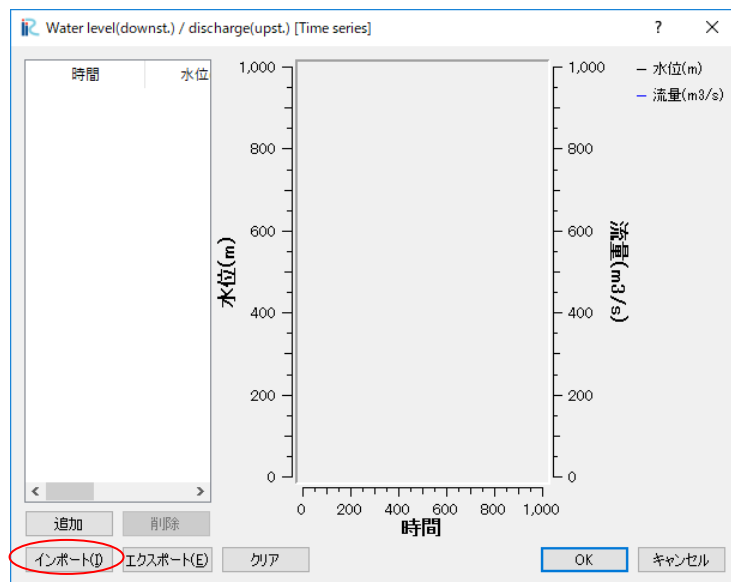 iRC Water level(downst.) / discharge(upst.) [Time series] ? ×
時間 水位
1,000
800
600
400
200
0
水位(m)
0 200 400 600 800 1,000
時間
1,000
800
600
400
200
0
流量(m3/s)
水位(m)
流量(m3/s)
追加 削除
インポート(I) エクスポート(E) クリア OK キャンセル